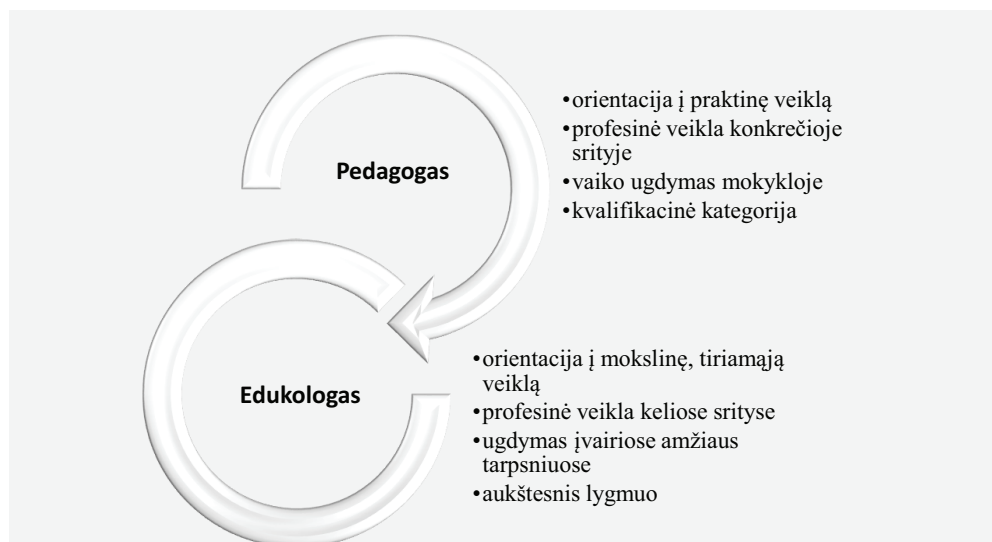 Pedagogas
•orientacija į praktinę veiklą
•profesinė veikla konkrečioje
srityje
•vaiko ugdymas mokykloje
•kvalifikacinė kategorija
Edukologas
•orientacija į mokslinę, tiriamąją
veiklą
•profesinė veikla keliose srityse
•ugdymas įvairiose amžiaus
tarpsniuose
•aukštesnis lygmuo